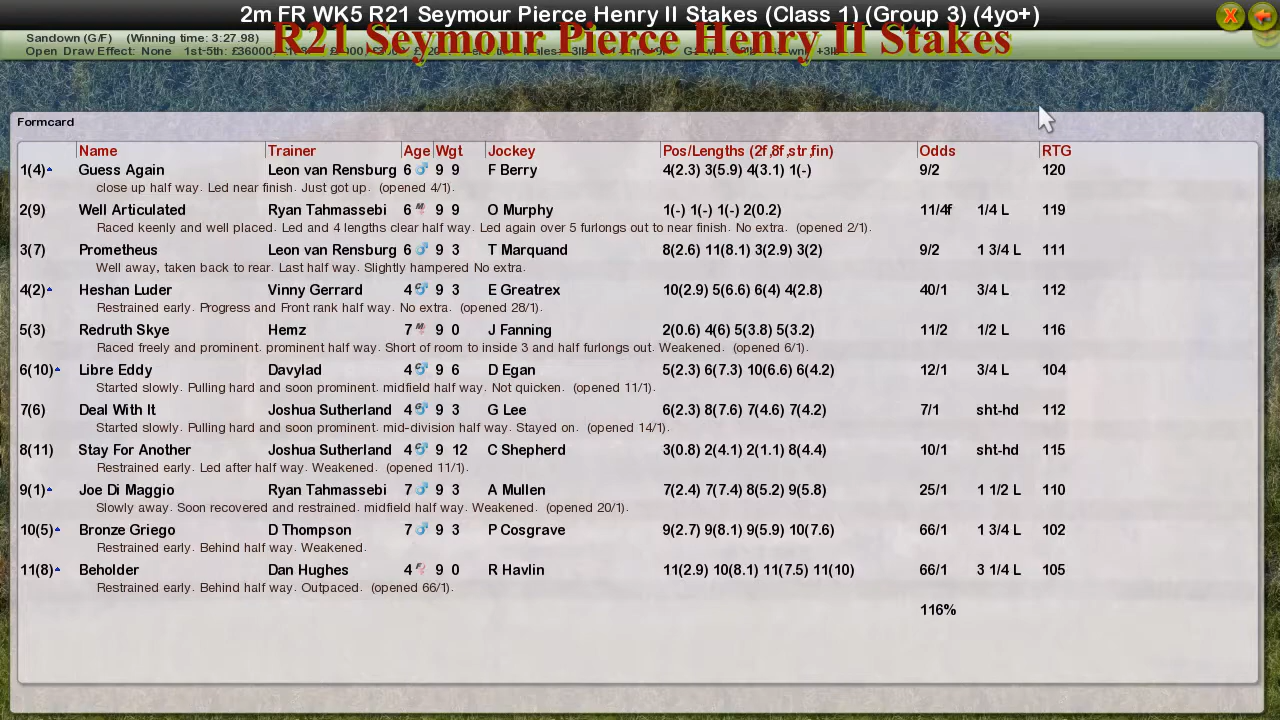 2m FR WK5 R21 Seymour Pierce Henry II Stakes (Class 1) (Group 3) (4yo+)
Sandown (G/F) (Winning time: 3:27.98)
R21 Seymour Pierce Henry II Stakes
Open Draw Effect: None 1st-5th: £36000,
Formcard
Name Trainer Age Wgt Jockey Pos/Lengths (2f,8f,str,fin) Odds RTG
1(4) Guess Again Leon van Rensburg 6 9 9 F Berry 4(2.3) 3(5.9) 4(3.1) 1(-) 9/2 120
close up half way. Led near finish. Just got up. (opened 4/1).
2(9) Well Articulated Ryan Tahmassebi 6 9 9 O Murphy 1(-) 1(-) 1(-) 2(0.2) 11/4f 1/4 L 119
Raced keenly and well placed. Led and 4 lengths clear half way. Led again over 5 furlongs out to near finish. No extra. (opened 2/1).
3(7) Prometheus Leon van Rensburg 6 9 3 T Marquand 8(2.6) 11(8.1) 3(2.9) 3(2) 9/2 1 3/4 L 111
Well away, taken back to rear. Last half way. Slightly hampered No extra.
4(2) Heshan Luder Vinny Gerrard 4 9 3 E Greatrex 10(2.9) 5(6.6) 6(4) 4(2.8) 40/1 3/4 L 112
Restrained early. Progress and Front rank half way. No extra. (opened 28/1).
5(3) Redruth Skye Hemz 7 9 0 J Fanning 2(0.6) 4(6) 5(3.8) 5(3.2) 11/2 1/2 L 116
Raced freely and prominent. prominent half way. Short of room to inside 3 and half furlongs out. Weakened. (opened 6/1).
6(10) Libre Eddy Davylad 4 9 6 D Egan 5(2.3) 6(7.3) 10(6.6) 6(4.2) 12/1 3/4 L 104
Started slowly. Pulling hard and soon prominent. midfield half way. Not quicken. (opened 11/1).
7(6) Deal With It Joshua Sutherland 4 9 3 G Lee 6(2.3) 8(7.6) 7(4.6) 7(4.2) 7/1 sht-hd 112
Started slowly. Pulling hard and soon prominent. mid-division half way. Stayed on. (opened 14/1).
8(11) Stay For Another Joshua Sutherland 4 9 12 C Shepherd 3(0.8) 2(4.1) 2(1.1) 8(4.4) 10/1 sht-hd 115
Restrained early. Led after half way. Weakened. (opened 11/1).
9(1) Joe Di Maggio Ryan Tahmassebi 7 9 3 A Mullen 7(2.4) 7(7.4) 8(5.2) 9(5.8) 25/1 1 1/2 L 110
Slowly away. Soon recovered and restrained. midfield half way. Weakened. (opened 20/1).
10(5) Bronze Griego D Thompson 7 9 3 P Cosgrave 9(2.7) 9(8.1) 9(5.9) 10(7.6) 66/1 1 3/4 L 102
Restrained early. Behind half way. Weakened.
11(8) Beholder Dan Hughes 4 9 0 R Havlin 11(2.9) 10(8.1) 11(7.5) 11(10) 66/1 3 1/4 L 105
Restrained early. Behind half way. Outpaced. (opened 66/1).
116%